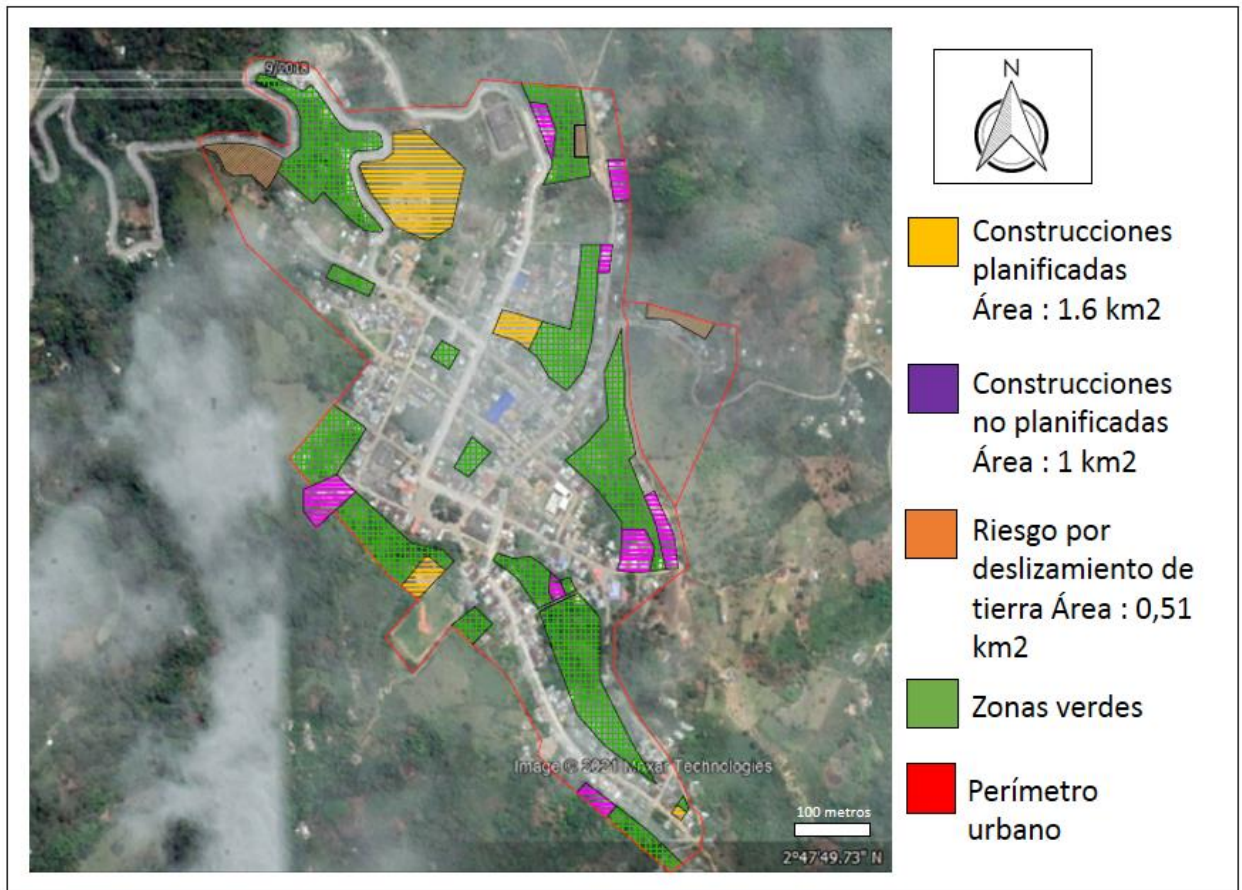 9/2018
N
Construcciones
planificadas
Área : 1.6 km2
Construcciones
no planificadas
Área : 1 km2
Riesgo por
deslizamiento de
tierra Área : 0,51
km2
Zonas verdes
Perímetro
urbano
Image © 2021 Maxar Technologies
100 metros
2°47'49.73" N